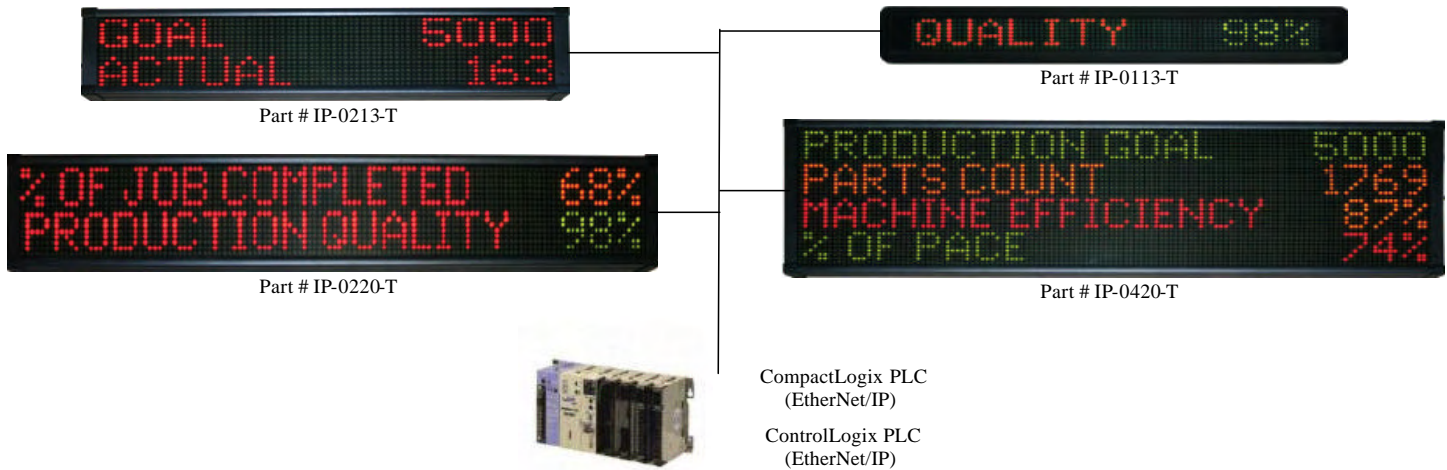 GOAL 5000
ACTUAL 163
Part # IP-0213-T
QUALITY 98%
Part # IP-0113-T
% OF JOB COMPLETED 68%
PRODUCTION QUALITY 98%
Part # IP-0220-T
PRODUCTION GOAL 5000
PARTS COUNT 1769
MACHINE EFFICIENCY 87%
% OF PACE 74%
Part # IP-0420-T
CompactLogix PLC
(EtherNet/IP)
ControlLogix PLC
(EtherNet/IP)